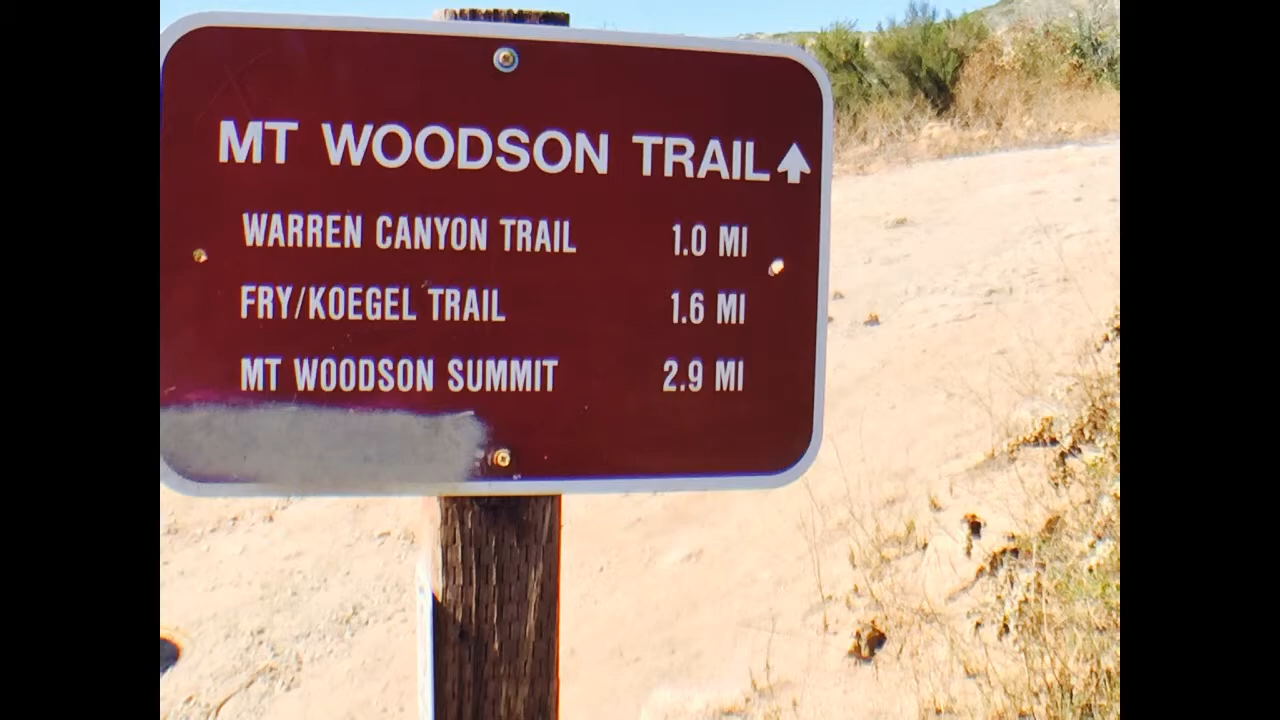 MT WOODSON TRAIL ↑
WARREN CANYON TRAIL 1.0 MI
FRY/KOEGEL TRAIL 1.6 MI
MT WOODSON SUMMIT 2.9 MI